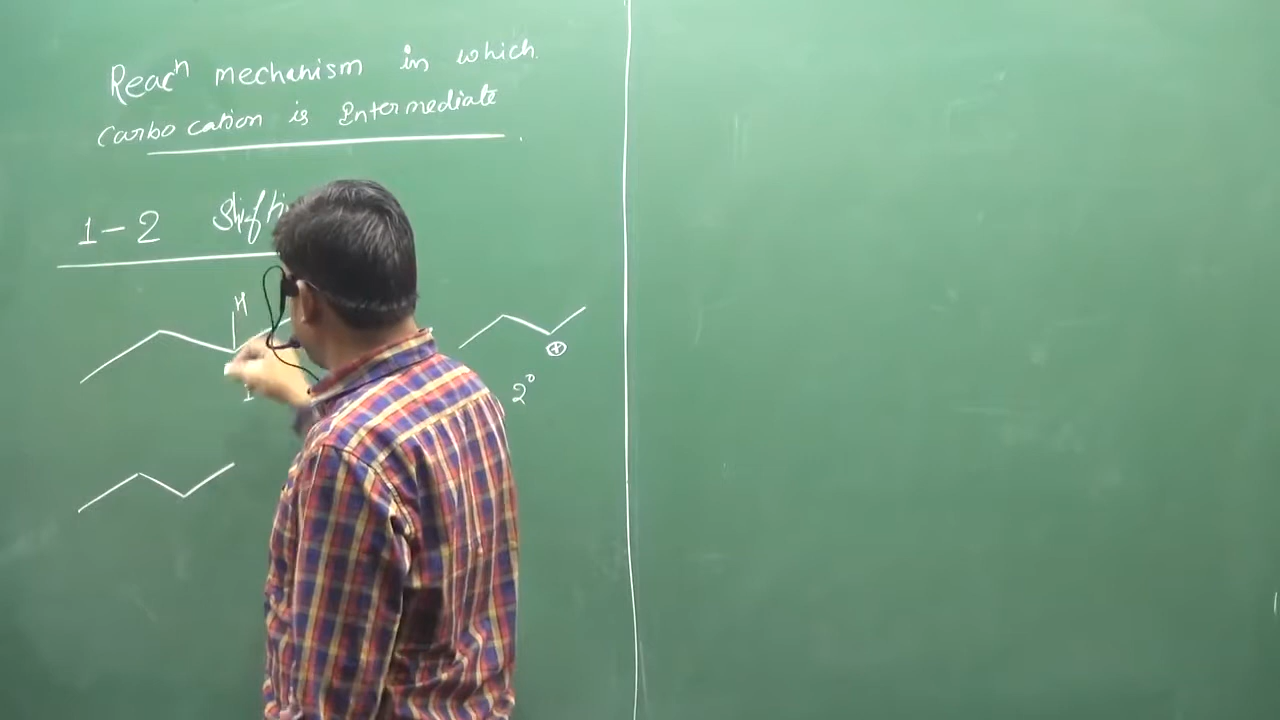 Reacⁿ mechanism in which
carbocation is Intermediate
1-2
H
⊕
2°